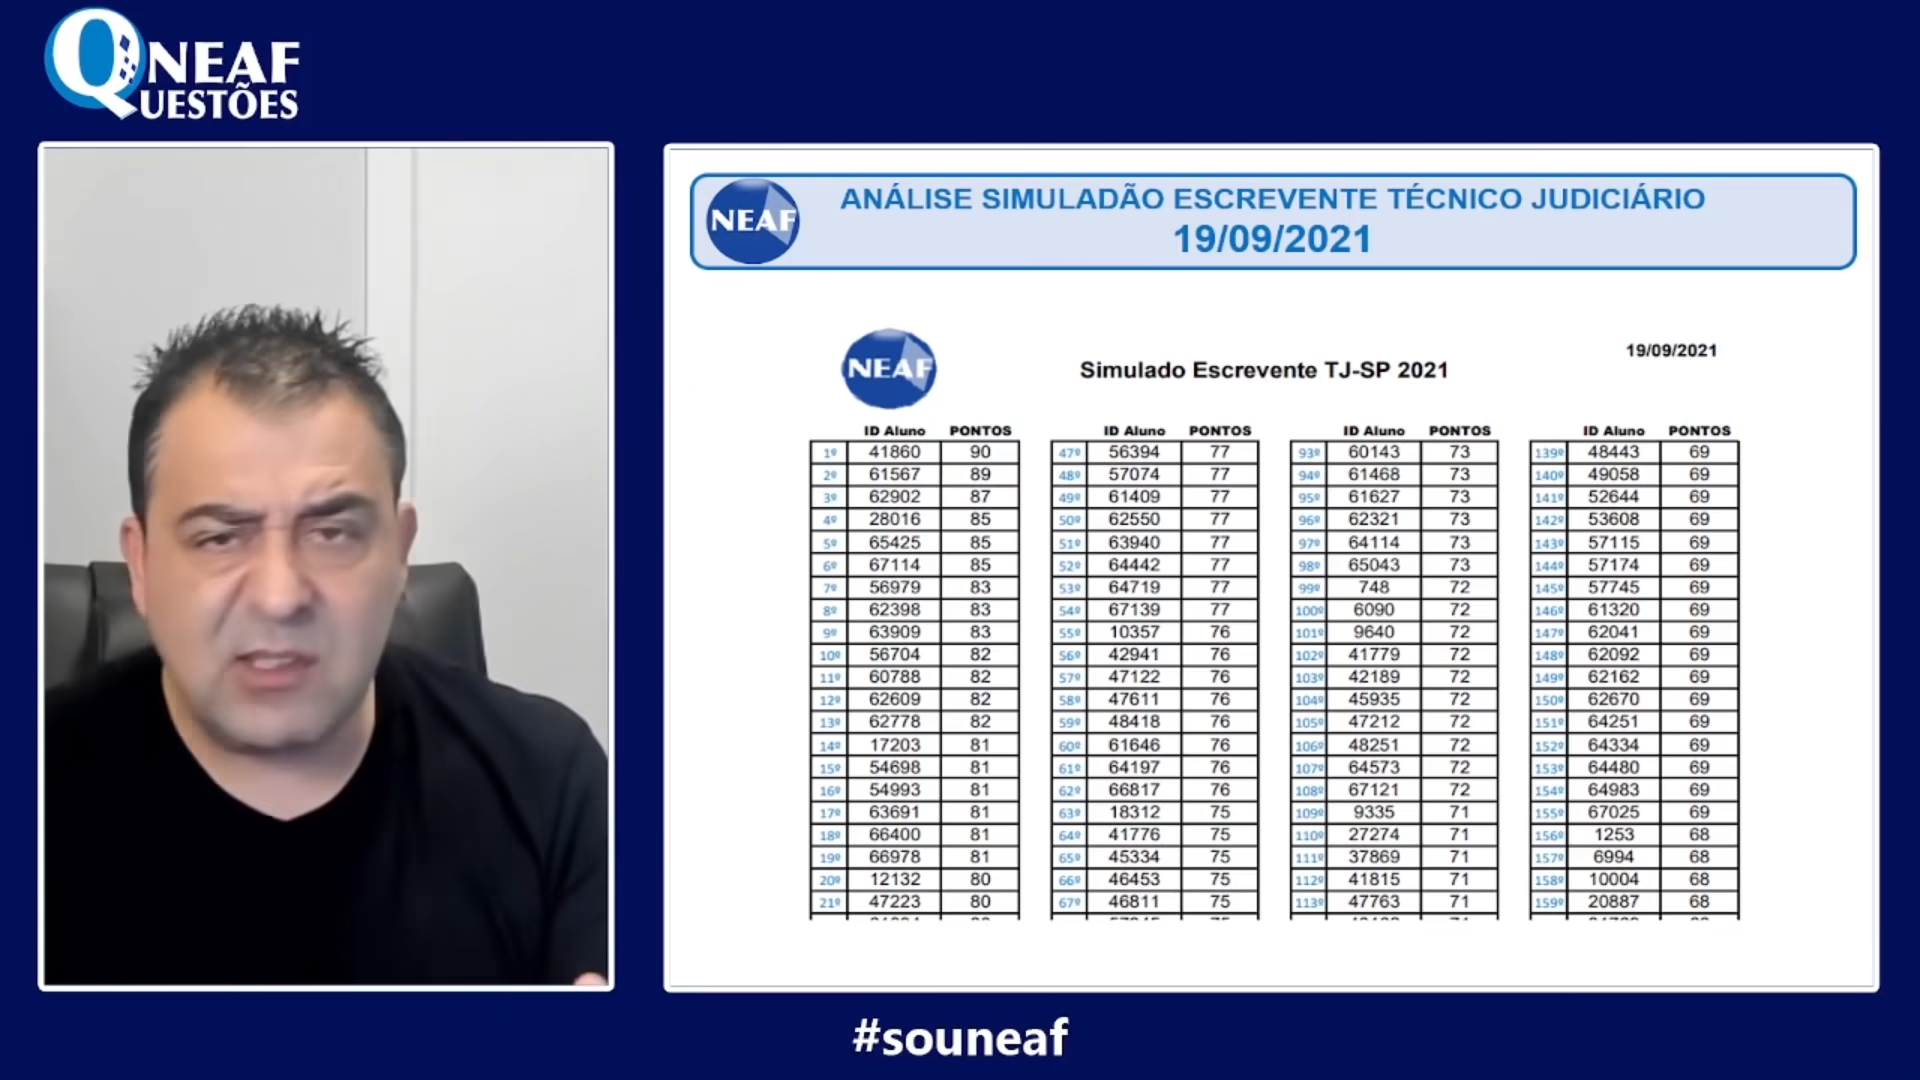 NEAF
QUESTÕES
NEAF
ANÁLISE SIMULADÃO ESCREVENTE TÉCNICO JUDICIÁRIO
19/09/2021
NEAF
Simulado Escrevente TJ-SP 2021
19/09/2021
ID Aluno PONTOS ID Aluno PONTOS ID Aluno PONTOS ID Aluno PONTOS
1º 41860 90 47º 56394 77 93º 60143 73 139º 48443 69
2º 61567 89 48º 57074 77 94º 61468 73 140º 49058 69
3º 62902 87 49º 61409 77 95º 61627 73 141º 52644 69
4º 28016 85 50º 62550 77 96º 62321 73 142º 53608 69
5º 65425 85 51º 63940 77 97º 64114 73 143º 57115 69
6º 67114 85 52º 64442 77 98º 65043 73 144º 57174 69
7º 56979 83 53º 64719 77 99º 748 72 145º 57745 69
8º 62398 83 54º 67139 77 100º 6090 72 146º 61320 69
9º 63909 83 55º 10357 76 101º 9640 72 147º 62041 69
10º 56704 82 56º 42941 76 102º 41779 72 148º 62092 69
11º 60788 82 57º 47122 76 103º 42189 72 149º 62162 69
12º 62609 82 58º 47611 76 104º 45935 72 150º 62670 69
13º 62778 82 59º 48418 76 105º 47212 72 151º 64251 69
14º 17203 81 60º 61646 76 106º 48251 72 152º 64334 69
15º 54698 81 61º 64197 76 107º 64573 72 153º 64480 69
16º 54993 81 62º 66817 76 108º 67121 72 154º 64983 69
17º 63691 81 63º 18312 75 109º 9335 71 155º 67025 69
18º 66400 81 64º 41776 75 110º 27274 71 156º 1253 68
19º 66978 81 65º 45334 75 111º 37869 71 157º 6994 68
20º 12132 80 66º 46453 75 112º 41815 71 158º 10004 68
21º 47223 80 67º 46811 75 113º 47763 71 159º 20887 68
#souneaf